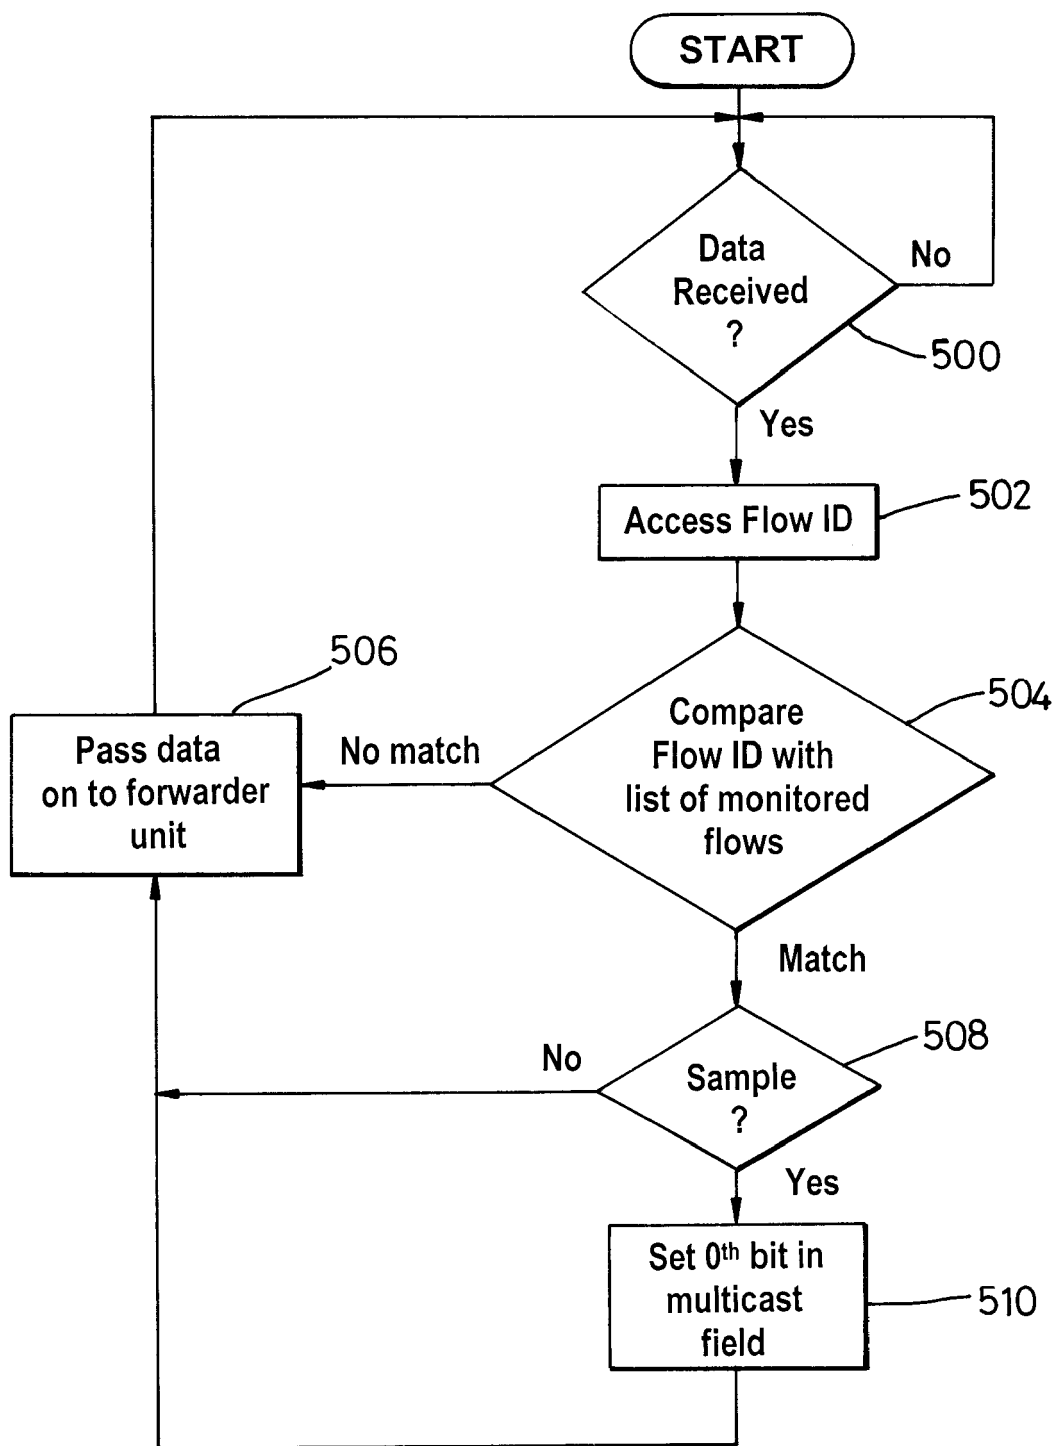 START
Data
Received
?
No
500
Yes
Access Flow ID
502
506
504
Compare
Flow ID with
list of monitored
flows
No match
Pass data
on to forwarder
unit
Match
508
No
Sample
?
Yes
Set 0th bit in
multicast
field
510